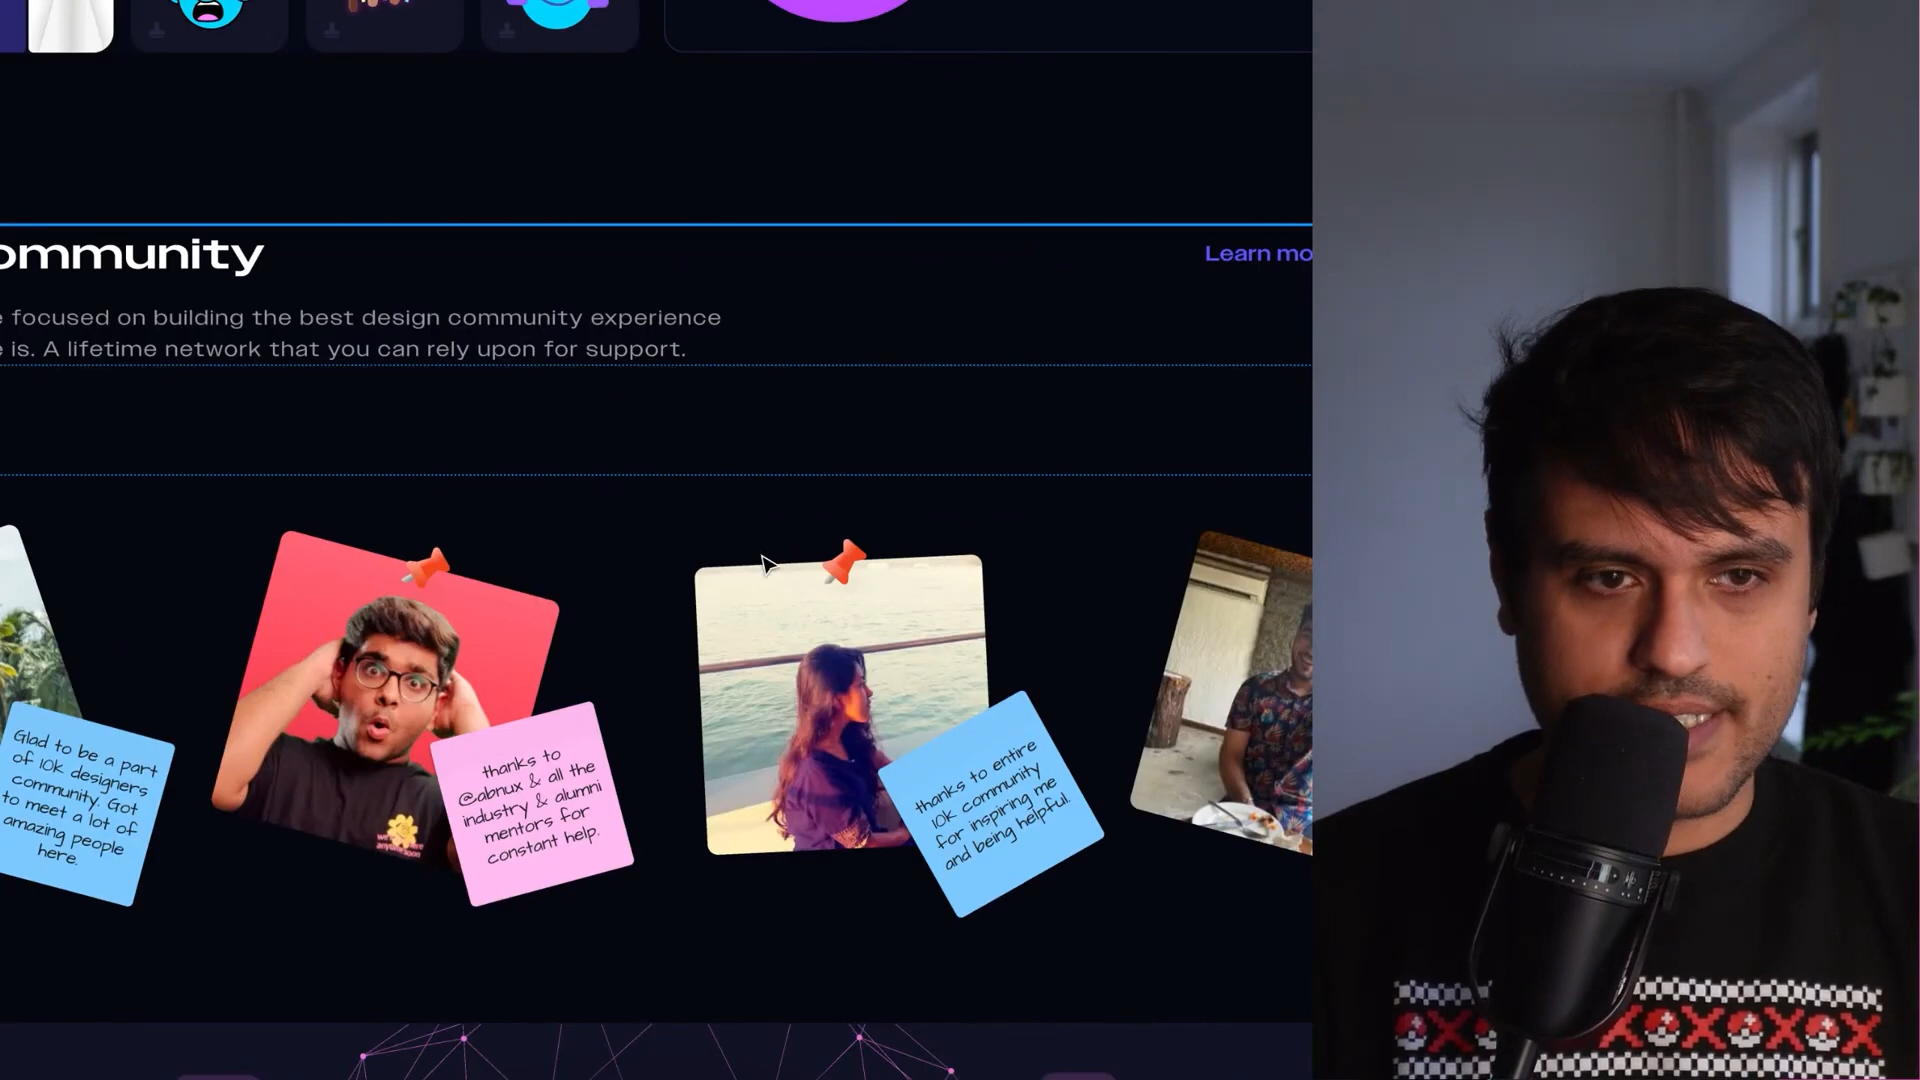 ommunity
Learn mo
e focused on building the best design community experience
e is. A lifetime network that you can rely upon for support.
Glad to be a part
of 10k designers
community. Got
to meet a lot of
amazing people
here.
thanks to
@abnux & all the
industry & alumni
mentors for
constant help.
thanks to entire
10k community
for inspiring me
and being helpful.